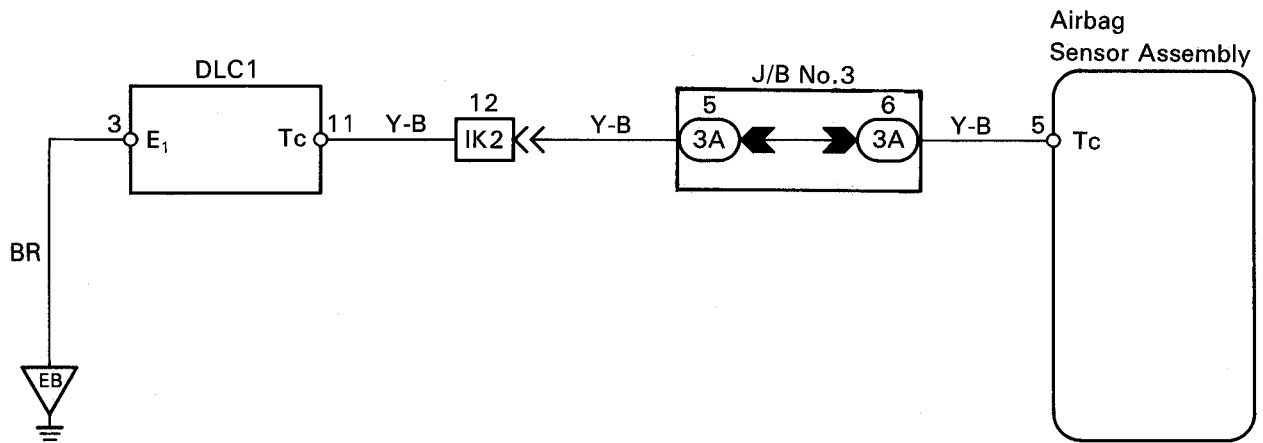 Airbag
Sensor Assembly
DLC1
J/B No.3
12
5
6
3
E₁
Tc
11
Y-B
IK2
Y-B
3A
3A
Y-B
5
Tc
BR
EB